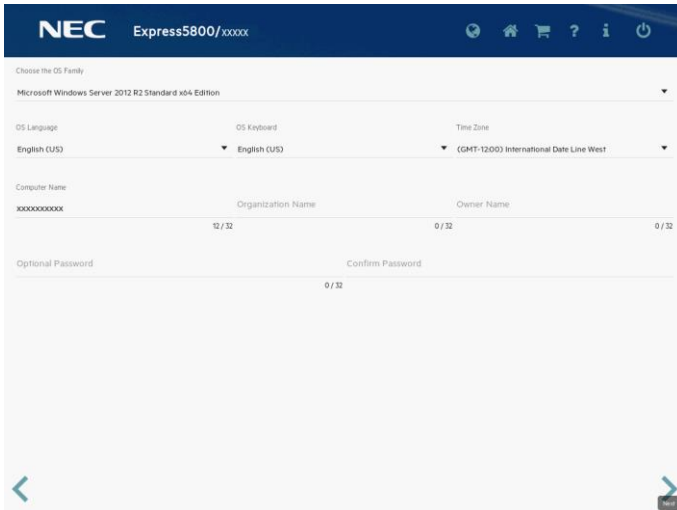 NEC Express5800/xxxxx
Choose the OS Family
Microsoft Windows Server 2012 R2 Standard x64 Edition
OS Language OS Keyboard Time Zone
English (US) English (US) (GMT-12:00) International Date Line West
Computer Name
xxxxxxxxxx Organization Name Owner Name
12 / 32 0 / 32 0 / 32
Optional Password Confirm Password
0 / 32
Next